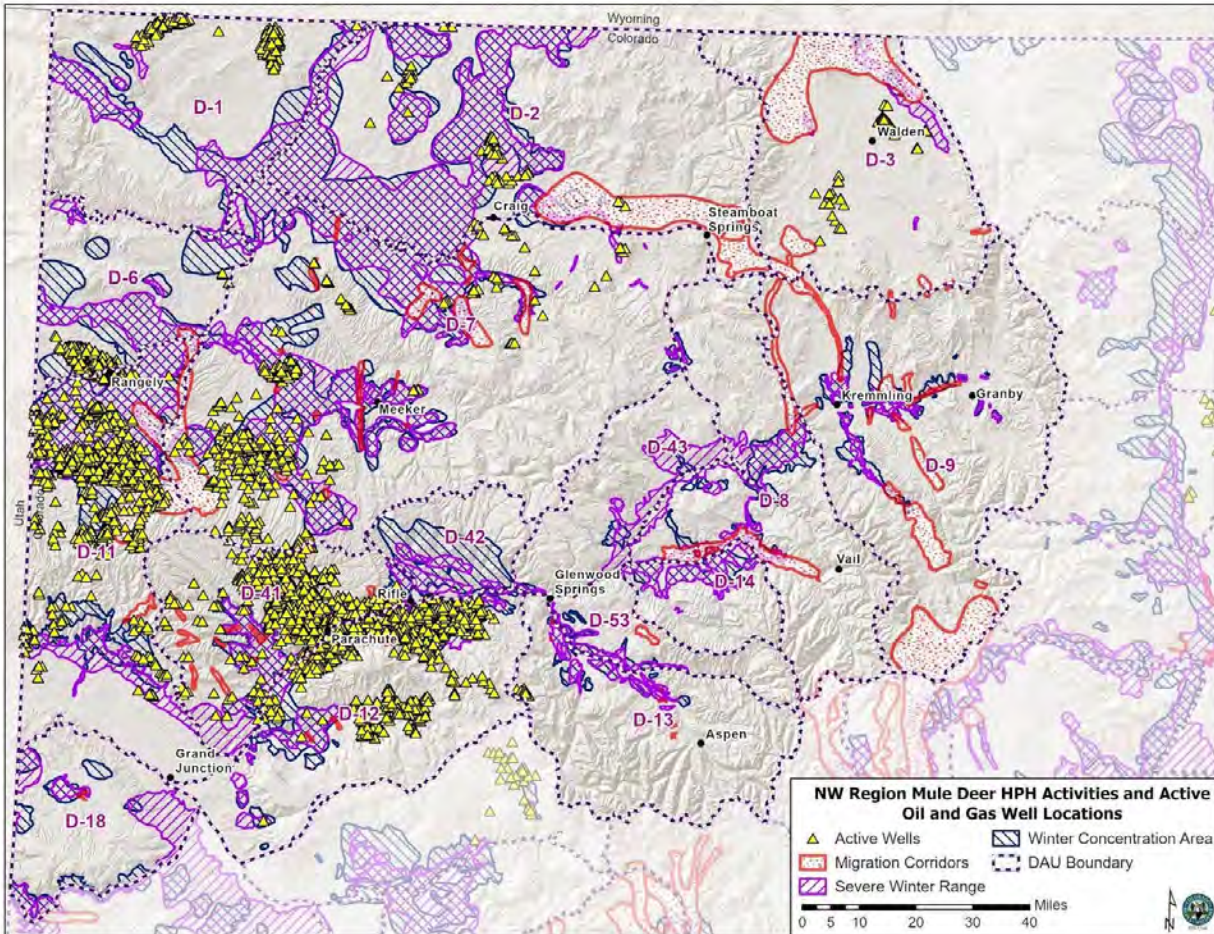 Wyoming
Colorado
D-1
D-2
Walden
D-3
Craig
Steamboat
Springs
D-6
D-7
Rangely
Meeker
Kremmling
Granby
D-43
D-9
Utah
Colorado
D-8
D-11
D-42
Glenwood
Springs
D-14
Vail
D-41
Rifle
D-53
Parachute
D-12
D-13
Aspen
Grand
Junction
D-18
NW Region Mule Deer HPH Activities and Active
Oil and Gas Well Locations
Active Wells
Winter Concentration Area
Migration Corridors
DAU Boundary
Severe Winter Range
Miles
0 5 10 20 30 40
N